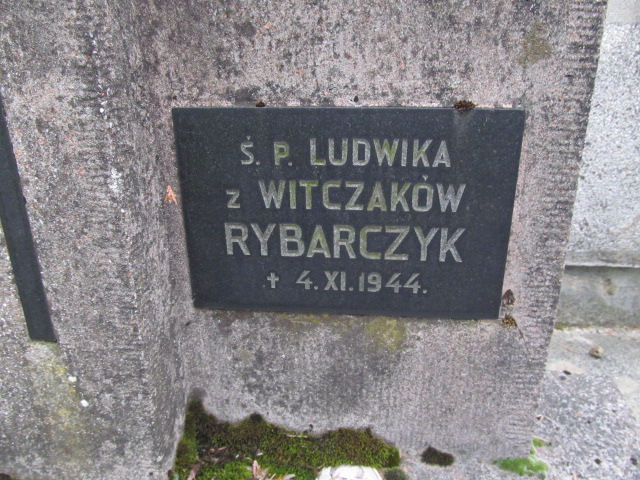 Ś. P. LUDWIKA
z WITCZAKÓW
RYBARCZYK
† 4.XI.1944.